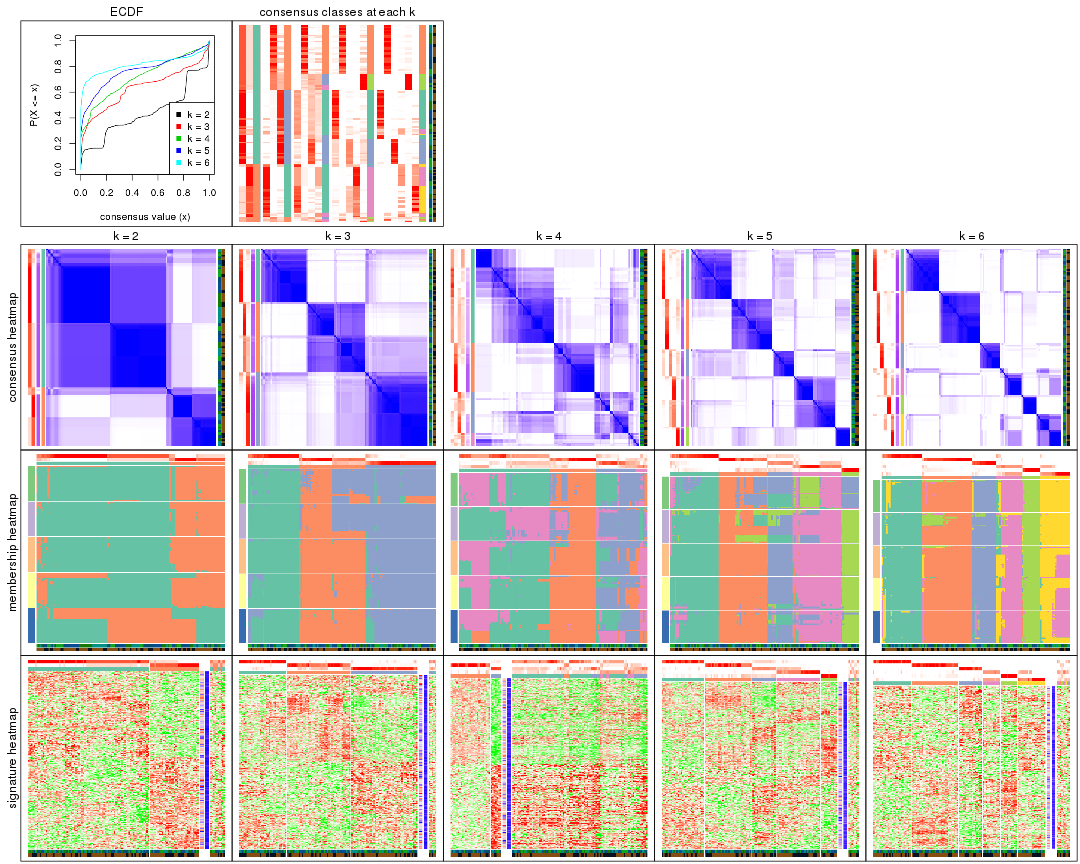 ECDF
consensus classes at each k
P(X <= x)
0.0 0.2 0.4 0.6 0.8 1.0
0.0 0.2 0.4 0.6 0.8 1.0
k = 2
k = 3
k = 4
k = 5
k = 6
consensus value (x)
k = 2
k = 3
k = 4
k = 5
k = 6
consensus heatmap
membership heatmap
signature heatmap